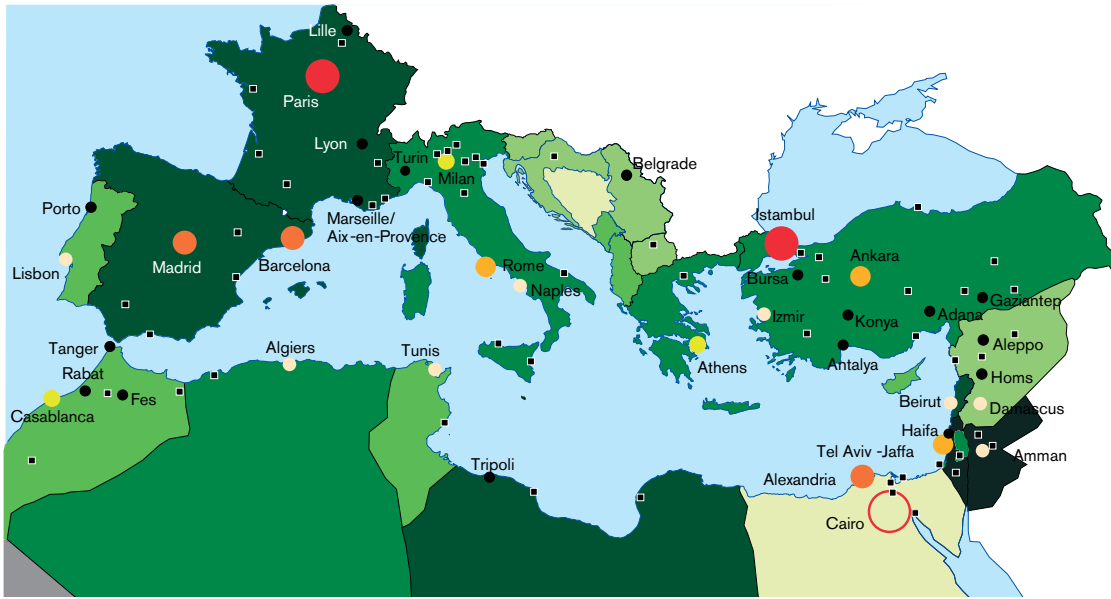 Lille
Paris
Lyon
Turin
Milan
Belgrade
Porto
Marseille/
Aix-en-Provence
Istambul
Lisbon
Madrid
Barcelona
Rome
Naples
Ankara
Bursa
Gaziantep
Izmir
Konya
Adana
Tanger
Algiers
Tunis
Athens
Antalya
Aleppo
Rabat
Homs
Casablanca
Fes
Beirut
Damascus
Haifa
Tel Aviv -Jaffa
Amman
Tripoli
Alexandria
Cairo